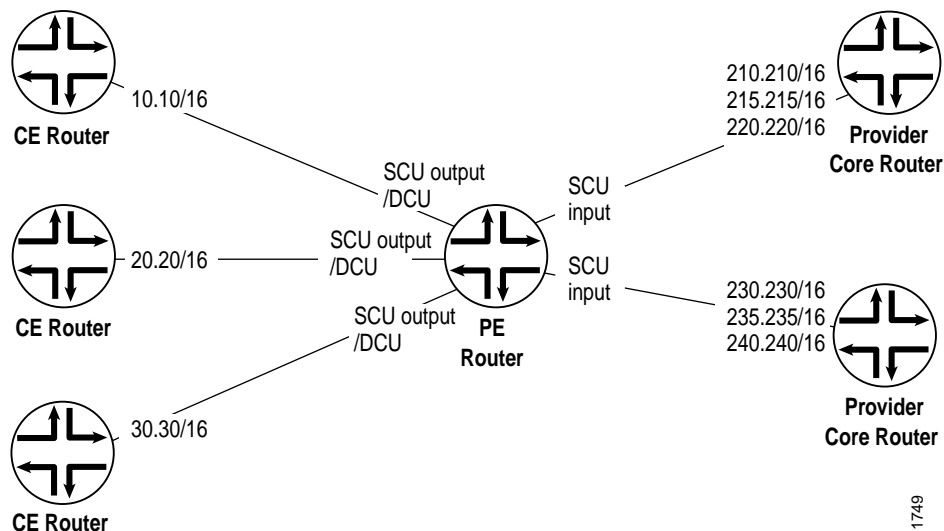 10.10/16
CE Router
SCU output
/DCU
20.20/16
CE Router
SCU output
/DCU
30.30/16
CE Router
SCU output
/DCU
PE
Router
SCU
input
210.210/16
215.215/16
220.220/16
Provider
Core Router
SCU
input
230.230/16
235.235/16
240.240/16
Provider
Core Router
1749